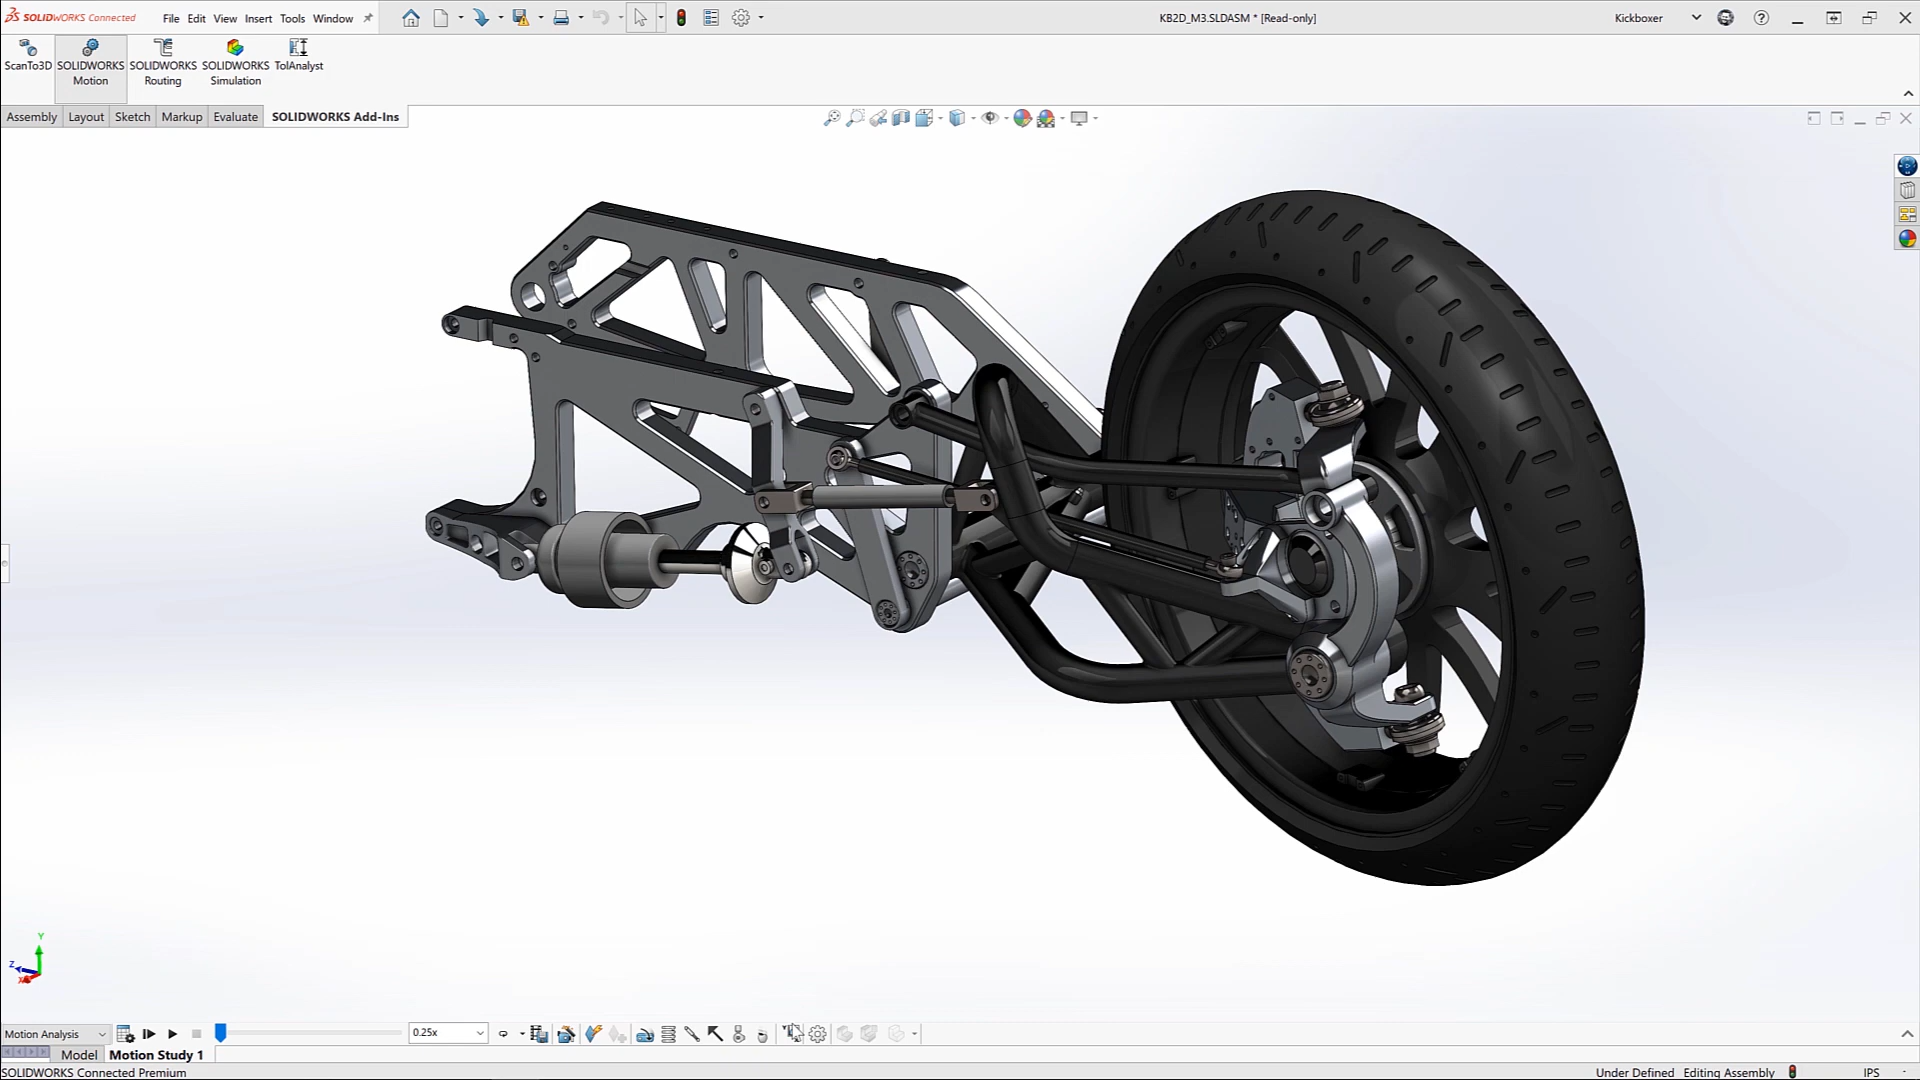 SOLIDWORKS Connected File Edit View Insert Tools Window KB2D_M3.SLDASM * [Read-only] Kickboxer
ScanTo3D
SOLIDWORKS Motion
SOLIDWORKS Routing
SOLIDWORKS Simulation
TolAnalyst
Assembly Layout Sketch Markup Evaluate SOLIDWORKS Add-Ins
Y
Z
X
Motion Analysis 0.25x
Model Motion Study 1
SOLIDWORKS Connected Premium Under Defined Editing Assembly IPS